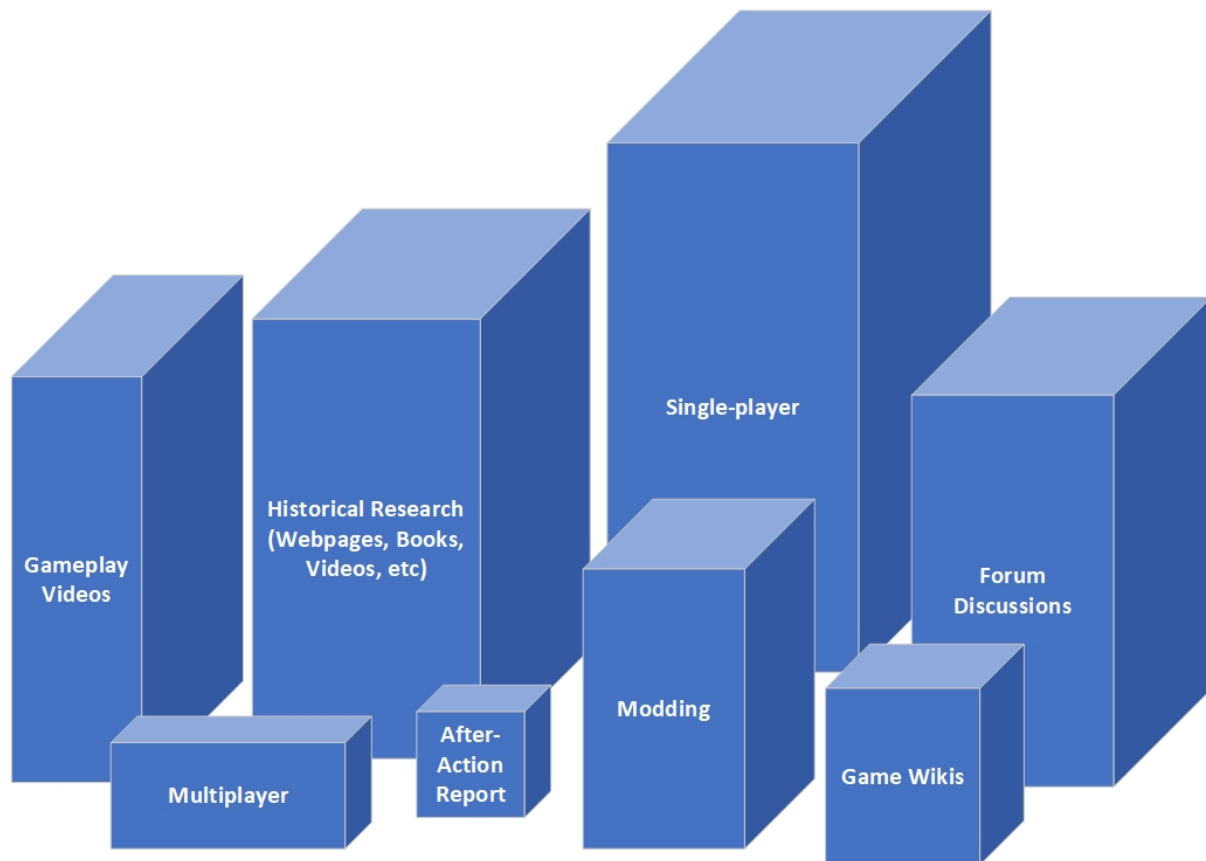 Single-player
Historical Research
(Webpages, Books,
Videos, etc)
Gameplay
Videos
Forum
Discussions
Modding
After-
Action
Report
Multiplayer
Game Wikis